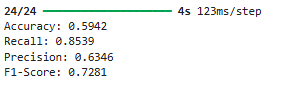 24/24 ━━━━━━━━━━━━━━━━━━━━ 4s 123ms/step
Accuracy: 0.5942
Recall: 0.8539
Precision: 0.6346
F1-Score: 0.7281